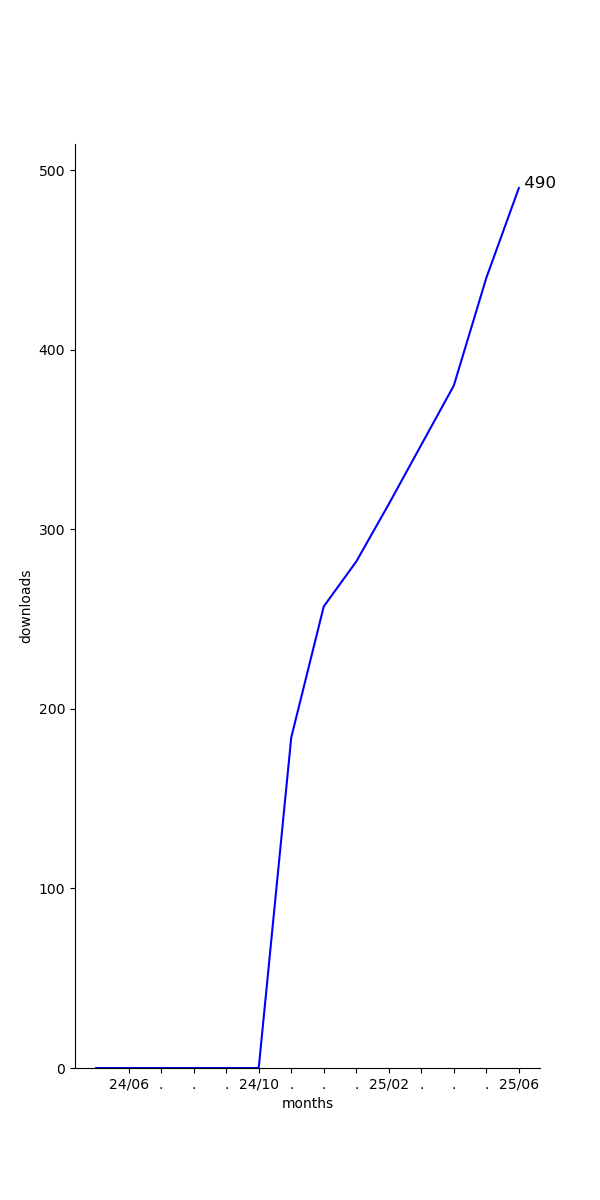 500
490
400
300
downloads
200
100
0
24/06 . . . 24/10 . . . 25/02 . . . 25/06
months